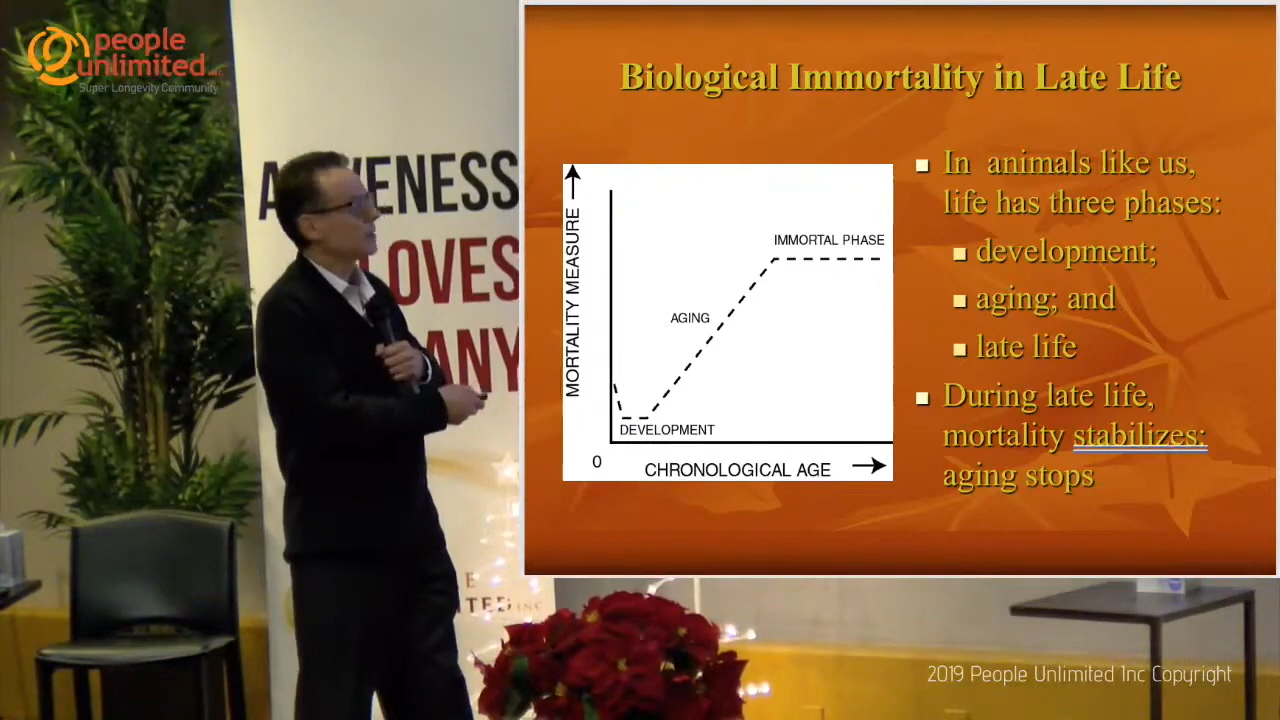 people
unlimited INC
Super Longevity Community
OVES
ANY
Biological Immortality in Late Life
MORTALITY MEASURE
IMMORTAL PHASE
AGING
DEVELOPMENT
0
CHRONOLOGICAL AGE
In animals like us,
life has three phases:
development;
aging; and
late life
During late life,
mortality stabilizes:
aging stops
2019 People Unlimited Inc Copyright